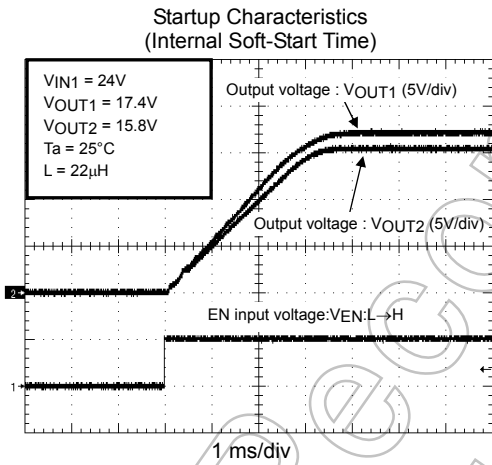 Startup Characteristics
(Internal Soft-Start Time)
VIN1 = 24V
VOUT1 = 17.4V
VOUT2 = 15.8V
Ta = 25°C
L = 22μH
Output voltage : VOUT1 (5V/div)
Output voltage : VOUT2 (5V/div)
2
EN input voltage:VEN:L→H
1
1 ms/div